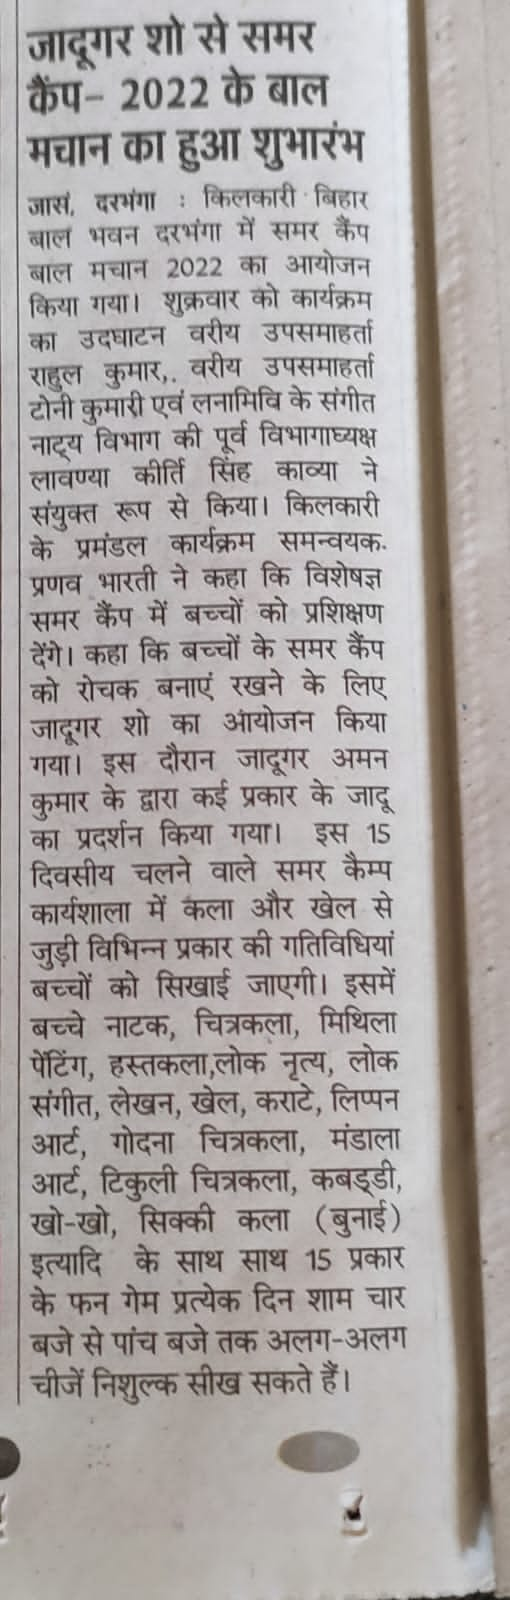 जादूगर शो से समर
कैंप- 2022 के बाल
मचान का हुआ शुभारंभ
जासं, दरभंगा : किलकारी बिहार
बाल भवन दरभंगा में समर कैंप
बाल मचान 2022 का आयोजन
किया गया। शुक्रवार को कार्यक्रम
का उदघाटन वरीय उपसमाहर्ता
राहुल कुमार,. वरीय उपसमाहर्ता
टोनी कुमारी एवं लनामिवि के संगीत
नाट्य विभाग की पूर्व विभागाघ्यक्ष
लावण्या कीर्ति सिंह काव्या ने
संयुक्त रूप से किया। किलकारी
के प्रमंडल कार्यक्रम समन्वयक.
प्रणव भारती ने कहा कि विशेषज्ञ
समर कैंप में बच्चों को प्रशिक्षण
देंगे। कहा कि बच्चों के समर कैंप
को रोचक बनाएं रखने के लिए
जादूगर शो का आयोजन किया
गया। इस दौरान जादूगर अमन
कुमार के द्वारा कई प्रकार के जादू
का प्रदर्शन किया गया। इस 15
दिवसीय चलने वाले समर कैम्प
कार्यशाला में कला और खेल से
जुड़ी विभिन्न प्रकार की गतिविधियां
बच्चों को सिखाई जाएगी। इसमें
बच्चे नाटक, चित्रकला, मिथिला
पेंटिंग, हस्तकला,लोक नृत्य, लोक
संगीत, लेखन, खेल, कराटे, लिप्पन
आर्ट, गोदना चित्रकला, मंडाला
आर्ट, टिकुली चित्रकला, कबड्डी,
खो-खो, सिक्की कला (बुनाई)
इत्यादि के साथ साथ 15 प्रकार
के फन गेम प्रत्येक दिन शाम चार
बजे से पांच बजे तक अलग-अलग
चीजें निशुल्क सीख सकते हैं।